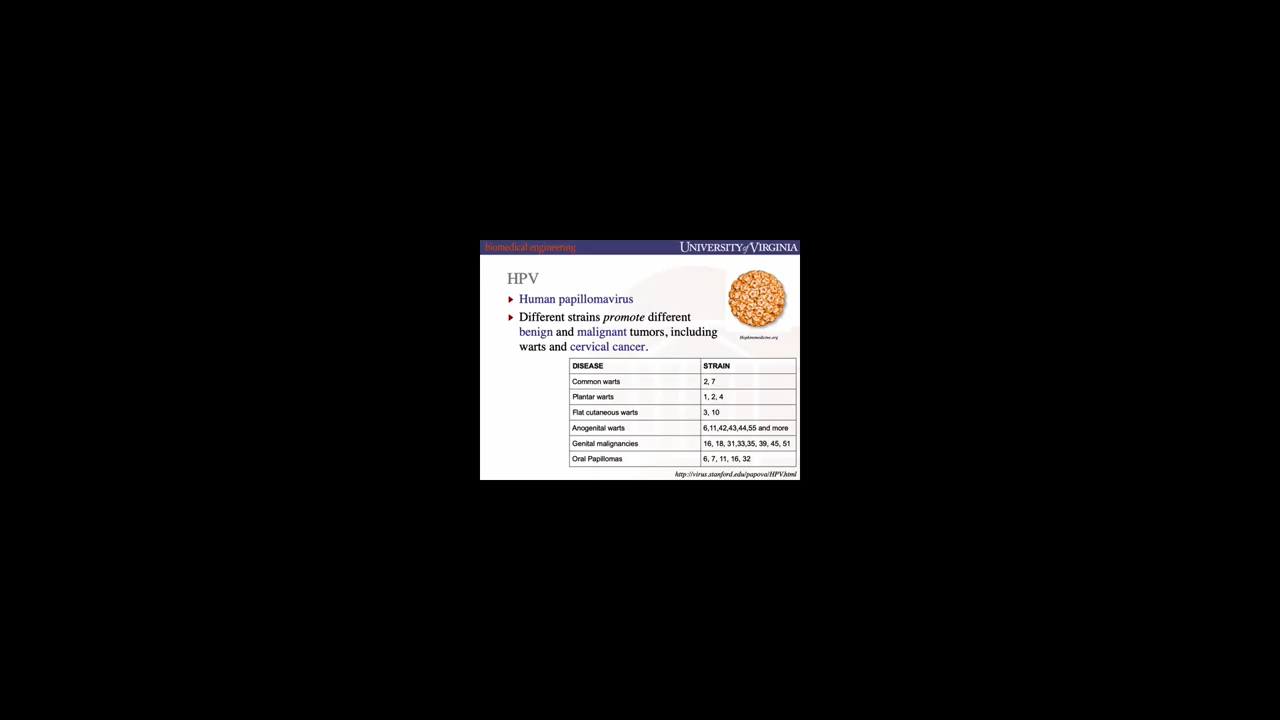 biomedical engineering
UNIVERSITY of VIRGINIA
HPV
Human papillomavirus
Different strains promote different
benign and malignant tumors, including
warts and cervical cancer.
Hopkinsmedicine.org
DISEASE STRAIN
Common warts 2, 7
Plantar warts 1, 2, 4
Flat cutaneous warts 3, 10
Anogenital warts 6,11,42,43,44,55 and more
Genital malignancies 16, 18, 31,33,35, 39, 45, 51
Oral Papillomas 6, 7, 11, 16, 32
http://virus.stanford.edu/papova/HPV.html